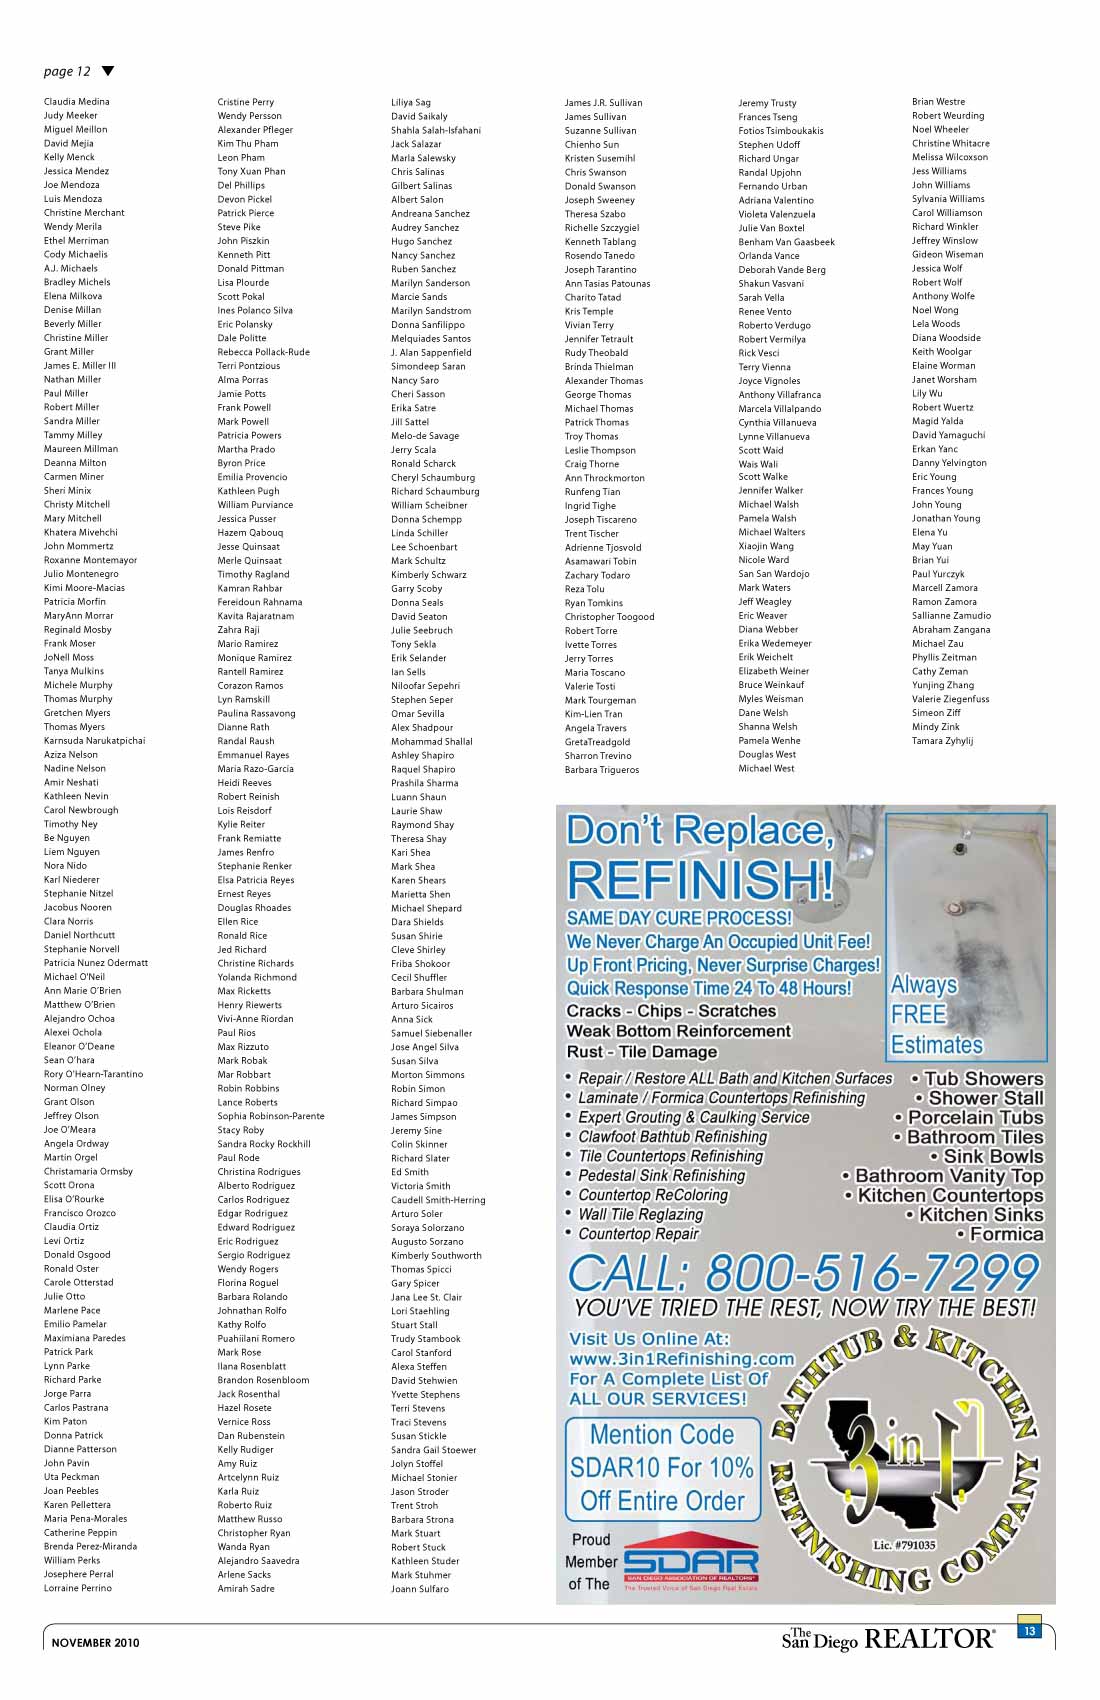 page 12 ▼
Claudia Medina
Judy Meeker
Miguel Meillon
David Mejia
Kelly Menck
Jessica Mendez
Joe Mendoza
Luis Mendoza
Christine Merchant
Wendy Merila
Ethel Merriman
Cody Michaelis
A.J. Michaels
Bradley Michels
Elena Milkova
Denise Millan
Beverly Miller
Christine Miller
Grant Miller
James E. Miller III
Nathan Miller
Paul Miller
Robert Miller
Sandra Miller
Tammy Milley
Maureen Millman
Deanna Milton
Carmen Miner
Sheri Minix
Christy Mitchell
Mary Mitchell
Khatera Mivehchi
John Mommertz
Roxanne Montemayor
Julio Montenegro
Kimi Moore-Macias
Patricia Morfin
MaryAnn Morrar
Reginald Mosby
Frank Moser
JoNell Moss
Tanya Mulkins
Michele Murphy
Thomas Murphy
Gretchen Myers
Thomas Myers
Karnsuda Narukatpichai
Aziza Nelson
Nadine Nelson
Amir Neshati
Kathleen Nevin
Carol Newbrough
Timothy Ney
Be Nguyen
Liem Nguyen
Nora Nido
Karl Niederer
Stephanie Nitzel
Jacobus Nooren
Clara Norris
Daniel Northcutt
Stephanie Norvell
Patricia Nunez Odermatt
Michael O'Neil
Ann Marie O'Brien
Matthew O'Brien
Alejandro Ochoa
Alexei Ochola
Eleanor O'Deane
Sean O'hara
Rory O'Hearn-Tarantino
Norman Olney
Grant Olson
Jeffrey Olson
Joe O'Meara
Angela Ordway
Martin Orgel
Christamaria Ormsby
Scott Orona
Elisa O'Rourke
Francisco Orozco
Claudia Ortiz
Levi Ortiz
Donald Osgood
Ronald Oster
Carole Otterstad
Julie Otto
Marlene Pace
Emilio Pamelar
Maximiana Paredes
Patrick Park
Lynn Parke
Richard Parke
Jorge Parra
Carlos Pastrana
Kim Paton
Donna Patrick
Dianne Patterson
John Pavin
Uta Peckman
Joan Peebles
Karen Pellettera
Maria Pena-Morales
Catherine Peppin
Brenda Perez-Miranda
William Perks
Josephere Perral
Lorraine Perrino
Cristine Perry
Wendy Persson
Alexander Pfleger
Kim Thu Pham
Leon Pham
Tony Xuan Phan
Del Phillips
Devon Pickel
Patrick Pierce
Steve Pike
John Piszkin
Kenneth Pitt
Donald Pittman
Lisa Plourde
Scott Pokal
Ines Polanco Silva
Eric Polansky
Dale Politte
Rebecca Pollack-Rude
Terri Pontzious
Alma Porras
Jamie Potts
Frank Powell
Mark Powell
Patricia Powers
Martha Prado
Byron Price
Emilia Provencio
Kathleen Pugh
William Purviance
Jessica Pusser
Hazem Qabouq
Jesse Quinsaat
Merle Quinsaat
Timothy Ragland
Kamran Rahbar
Fereidoun Rahnama
Kavita Rajaratnam
Zahra Raji
Mario Ramirez
Monique Ramirez
Rantell Ramirez
Corazon Ramos
Lyn Ramskill
Paulina Rassavong
Dianne Rath
Randal Raush
Emmanuel Rayes
Maria Razo-Garcia
Heidi Reeves
Robert Reinish
Lois Reisdorf
Kylie Reiter
Frank Remiatte
James Renfro
Stephanie Renker
Elsa Patricia Reyes
Ernest Reyes
Douglas Rhoades
Ellen Rice
Ronald Rice
Jed Richard
Christine Richards
Yolanda Richmond
Max Ricketts
Henry Riewerts
Vivi-Anne Riordan
Paul Rios
Max Rizzuto
Mark Robak
Mar Robbart
Robin Robbins
Lance Roberts
Sophia Robinson-Parente
Stacy Roby
Sandra Rocky Rockhill
Paul Rode
Christina Rodrigues
Alberto Rodriguez
Carlos Rodriguez
Edgar Rodriguez
Edward Rodriguez
Eric Rodriguez
Sergio Rodriguez
Wendy Rogers
Florina Roguel
Barbara Rolando
Johnathan Rolfo
Kathy Rolfo
Puahiilani Romero
Mark Rose
Ilana Rosenblatt
Brandon Rosenbloom
Jack Rosenthal
Hazel Rosete
Vernice Ross
Dan Rubenstein
Kelly Rudiger
Amy Ruiz
Artcelynn Ruiz
Karla Ruiz
Roberto Ruiz
Matthew Russo
Christopher Ryan
Wanda Ryan
Alejandro Saavedra
Arlene Sacks
Amirah Sadre
Liliya Sag
David Saikaly
Shahla Salah-Isfahani
Jack Salazar
Marla Salewsky
Chris Salinas
Gilbert Salinas
Albert Salon
Andreana Sanchez
Audrey Sanchez
Hugo Sanchez
Nancy Sanchez
Ruben Sanchez
Marilyn Sanderson
Marcie Sands
Marilyn Sandstrom
Donna Sanfilippo
Melquiades Santos
J. Alan Sappenfield
Simondeep Saran
Nancy Saro
Cheri Sasson
Erika Satre
Jill Sattel
Melo-de Savage
Jerry Scala
Ronald Scharck
Cheryl Schaumburg
Richard Schaumburg
William Scheibner
Donna Schempp
Linda Schiller
Lee Schoenbart
Mark Schultz
Kimberly Schwarz
Garry Scoby
Donna Seals
David Seaton
Julie Seebruch
Tony Sekla
Erik Selander
Ian Sells
Niloofar Sepehri
Stephen Seper
Omar Sevilla
Alex Shadpour
Mohammad Shallal
Ashley Shapiro
Raquel Shapiro
Prashila Sharma
Luann Shaun
Laurie Shaw
Raymond Shay
Theresa Shay
Kari Shea
Mark Shea
Karen Shears
Marietta Shen
Michael Shepard
Dara Shields
Susan Shirie
Cleve Shirley
Friba Shokoor
Cecil Shuffler
Barbara Shulman
Arturo Sicairos
Anna Sick
Samuel Siebenaller
Jose Angel Silva
Susan Silva
Morton Simmons
Robin Simon
Richard Simpao
James Simpson
Jeremy Sine
Colin Skinner
Richard Slater
Ed Smith
Victoria Smith
Caudell Smith-Herring
Arturo Soler
Soraya Solorzano
Augusto Sorzano
Kimberly Southworth
Thomas Spicci
Gary Spicer
Jana Lee St. Clair
Lori Staehling
Stuart Stall
Trudy Stambook
Carol Stanford
Alexa Steffen
David Stehwien
Yvette Stephens
Terri Stevens
Traci Stevens
Susan Stickle
Sandra Gail Stoewer
Jolyn Stoffel
Michael Stonier
Jason Stroder
Trent Stroh
Barbara Strona
Mark Stuart
Robert Stuck
Kathleen Studer
Mark Stuhmer
Joann Sulfaro
James J.R. Sullivan
James Sullivan
Suzanne Sullivan
Chienho Sun
Kristen Susemihl
Chris Swanson
Donald Swanson
Joseph Sweeney
Theresa Szabo
Richelle Szczygiel
Kenneth Tablang
Rosendo Tanedo
Joseph Tarantino
Ann Tasias Patounas
Charito Tatad
Kris Temple
Vivian Terry
Jennifer Tetrault
Rudy Theobald
Brinda Thielman
Alexander Thomas
George Thomas
Michael Thomas
Patrick Thomas
Troy Thomas
Leslie Thompson
Craig Thorne
Ann Throckmorton
Runfeng Tian
Ingrid Tighe
Joseph Tiscareno
Trent Tischer
Adrienne Tjosvold
Asamawari Tobin
Zachary Todaro
Reza Tolu
Ryan Tomkins
Christopher Toogood
Robert Torre
Ivette Torres
Jerry Torres
Maria Toscano
Valerie Tosti
Mark Tourgeman
Kim-Lien Tran
Angela Travers
GretaTreadgold
Sharron Trevino
Barbara Trigueros
Jeremy Trusty
Frances Tseng
Fotios Tsimboukakis
Stephen Udoff
Richard Ungar
Randal Upjohn
Fernando Urban
Adriana Valentino
Violeta Valenzuela
Julie Van Boxtel
Benham Van Gaasbeek
Orlanda Vance
Deborah Vande Berg
Shakun Vasvani
Sarah Vella
Renee Vento
Roberto Verdugo
Robert Vermilya
Rick Vesci
Terry Vienna
Joyce Vignoles
Anthony Villafranca
Marcela Villalpando
Cynthia Villanueva
Lynne Villanueva
Scott Waid
Wais Wali
Scott Walke
Jennifer Walker
Michael Walsh
Pamela Walsh
Michael Walters
Xiaojin Wang
Nicole Ward
San San Wardojo
Mark Waters
Jeff Weagley
Eric Weaver
Diana Webber
Erika Wedemeyer
Erik Weichelt
Elizabeth Weiner
Bruce Weinkauf
Myles Weisman
Dane Welsh
Shanna Welsh
Pamela Wenhe
Douglas West
Michael West
Brian Westre
Robert Weurding
Noel Wheeler
Christine Whitacre
Melissa Wilcoxson
Jess Williams
John Williams
Sylvania Williams
Carol Williamson
Richard Winkler
Jeffrey Winslow
Gideon Wiseman
Jessica Wolf
Robert Wolf
Anthony Wolfe
Noel Wong
Lela Woods
Diana Woodside
Keith Woolgar
Elaine Worman
Janet Worsham
Lily Wu
Robert Wuertz
Magid Yalda
David Yamaguchi
Erkan Yanc
Danny Yelvington
Eric Young
Frances Young
John Young
Jonathan Young
Elena Yu
May Yuan
Brian Yui
Paul Yurczyk
Marcell Zamora
Ramon Zamora
Sallianne Zamudio
Abraham Zangana
Michael Zau
Phyllis Zeitman
Cathy Zeman
Yunjing Zhang
Valerie Ziegenfuss
Simeon Ziff
Mindy Zink
Tamara Zyhylij
Don't Replace,
REFINISH!
SAME DAY CURE PROCESS!
We Never Charge An Occupied Unit Fee!
Up Front Pricing, Never Surprise Charges!
Quick Response Time 24 To 48 Hours!
Cracks - Chips - Scratches
Weak Bottom Reinforcement
Rust - Tile Damage
Always
FREE
Estimates
• Repair / Restore ALL Bath and Kitchen Surfaces
• Laminate / Formica Countertops Refinishing
• Expert Grouting & Caulking Service
• Clawfoot Bathtub Refinishing
• Tile Countertops Refinishing
• Pedestal Sink Refinishing
• Countertop ReColoring
• Wall Tile Reglazing
• Countertop Repair
• Tub Showers
• Shower Stall
• Porcelain Tubs
• Bathroom Tiles
• Sink Bowls
• Bathroom Vanity Top
• Kitchen Countertops
• Kitchen Sinks
• Formica
CALL: 800-516-7299
YOU'VE TRIED THE REST, NOW TRY THE BEST!
Visit Us Online At:
www.3in1Refinishing.com
For A Complete List Of
ALL OUR SERVICES!
Mention Code
SDAR10 For 10%
Off Entire Order
Proud
Member
of The
SDAR
SAN DIEGO ASSOCIATION OF REALTORS®
The Trusted Voice of San Diego Real Estate
BATHTUB & KITCHEN
3 in 1
Lic. #791035
REFINISHING COMPANY
NOVEMBER 2010
The San Diego REALTOR®
13